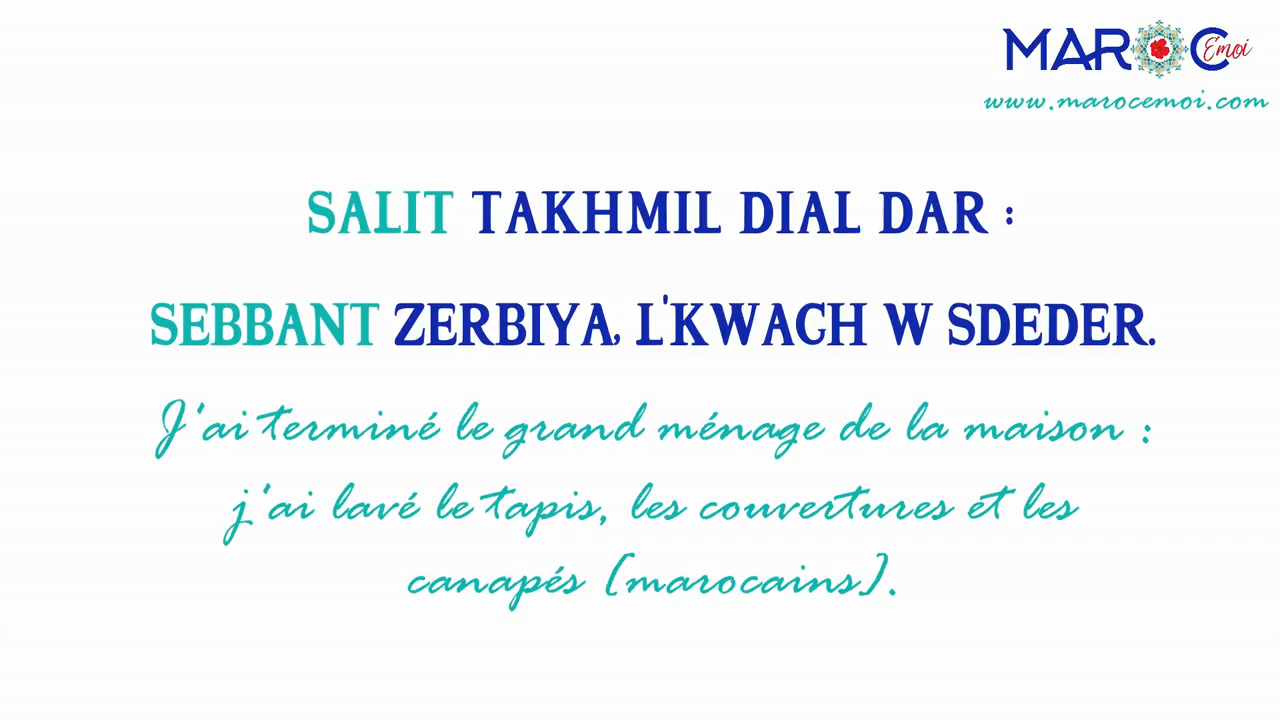 MAROC Emoi
www.marocemoi.com
SALIT TAKHMIL DIAL DAR :
SEBBANT ZERBIYA, L'KWACH W SDEDER.
J'ai terminé le grand ménage de la maison :
j'ai lavé le tapis, les couvertures et les
canapés (marocains).